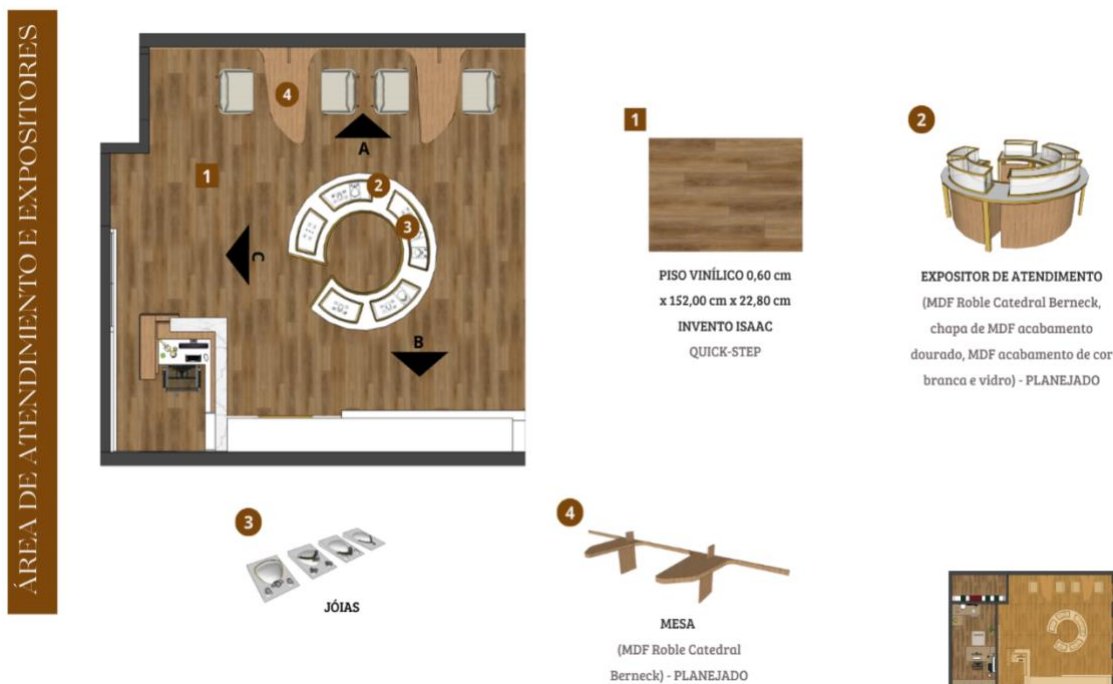 ÁREA DE ATENDIMENTO E EXPOSITORES
4
A
1
2
3
C
B
1
PISO VINÍLICO 0,60 cm
x 152,00 cm x 22,80 cm
INVENTO ISAAC
QUICK-STEP
2
EXPOSITOR DE ATENDIMENTO
(MDF Roble Catedral Berneck,
chapa de MDF acabamento
dourado, MDF acabamento de cor
branca e vidro) - PLANEJADO
3
JÓIAS
4
MESA
(MDF Roble Catedral
Berneck) - PLANEJADO